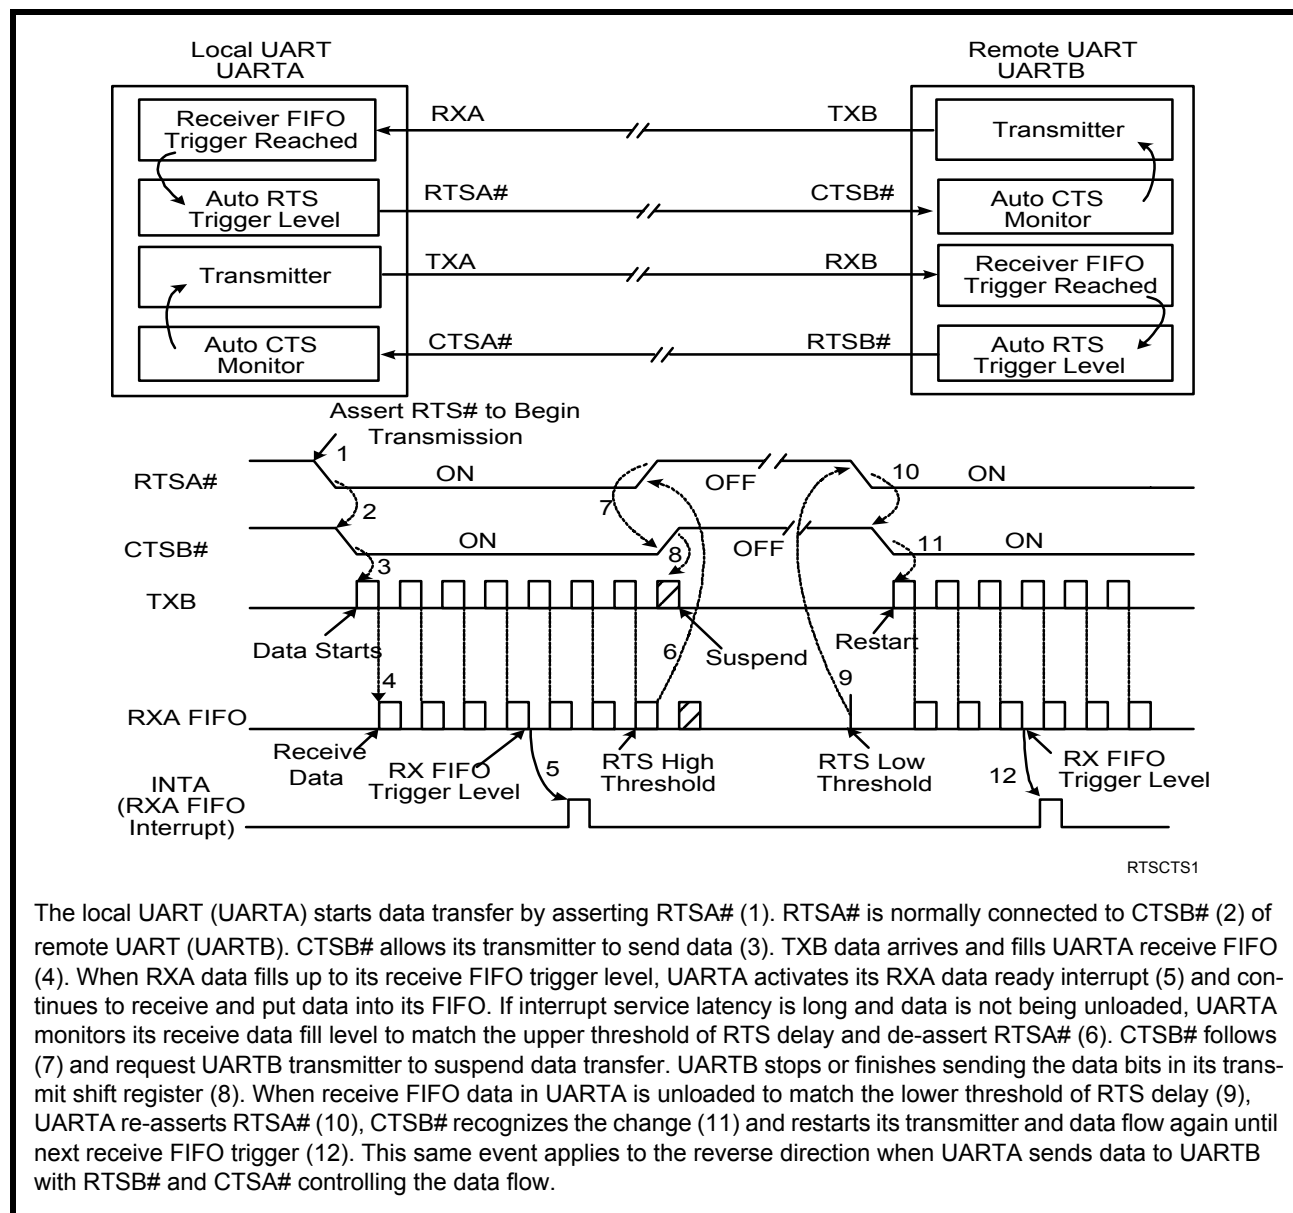 Local UART
UARTA
Remote UART
UARTB
Receiver FIFO
Trigger Reached
RXA
TXB
Transmitter
Auto RTS
Trigger Level
RTSA#
CTSB#
Auto CTS
Monitor
Transmitter
TXA
RXB
Receiver FIFO
Trigger Reached
Auto CTS
Monitor
CTSA#
RTSB#
Auto RTS
Trigger Level
Assert RTS# to Begin
Transmission
1
RTSA#
ON
OFF
10
ON
2
7
CTSB#
ON
8
OFF
11
ON
3
TXB
Data Starts
6
Suspend
Restart
4
9
RXA FIFO
Receive
Data
RX FIFO
Trigger Level
5
RTS High
Threshold
RTS Low
Threshold
12
RX FIFO
Trigger Level
INTA
(RXA FIFO
Interrupt)
RTSCTS1
The local UART (UARTA) starts data transfer by asserting RTSA# (1). RTSA# is normally connected to CTSB# (2) of
remote UART (UARTB). CTSB# allows its transmitter to send data (3). TXB data arrives and fills UARTA receive FIFO
(4). When RXA data fills up to its receive FIFO trigger level, UARTA activates its RXA data ready interrupt (5) and con-
tinues to receive and put data into its FIFO. If interrupt service latency is long and data is not being unloaded, UARTA
monitors its receive data fill level to match the upper threshold of RTS delay and de-assert RTSA# (6). CTSB# follows
(7) and request UARTB transmitter to suspend data transfer. UARTB stops or finishes sending the data bits in its trans-
mit shift register (8). When receive FIFO data in UARTA is unloaded to match the lower threshold of RTS delay (9),
UARTA re-asserts RTSA# (10), CTSB# recognizes the change (11) and restarts its transmitter and data flow again until
next receive FIFO trigger (12). This same event applies to the reverse direction when UARTA sends data to UARTB
with RTSB# and CTSA# controlling the data flow.